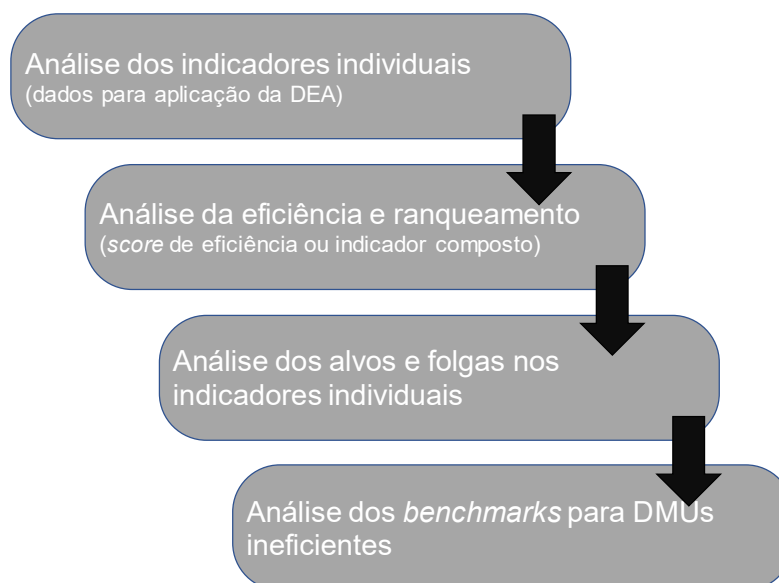 Análise dos indicadores individuais
(dados para aplicação da DEA)
Análise da eficiência e ranqueamento
(score de eficiência ou indicador composto)
Análise dos alvos e folgas nos
indicadores individuais
Análise dos benchmarks para DMUs
ineficientes